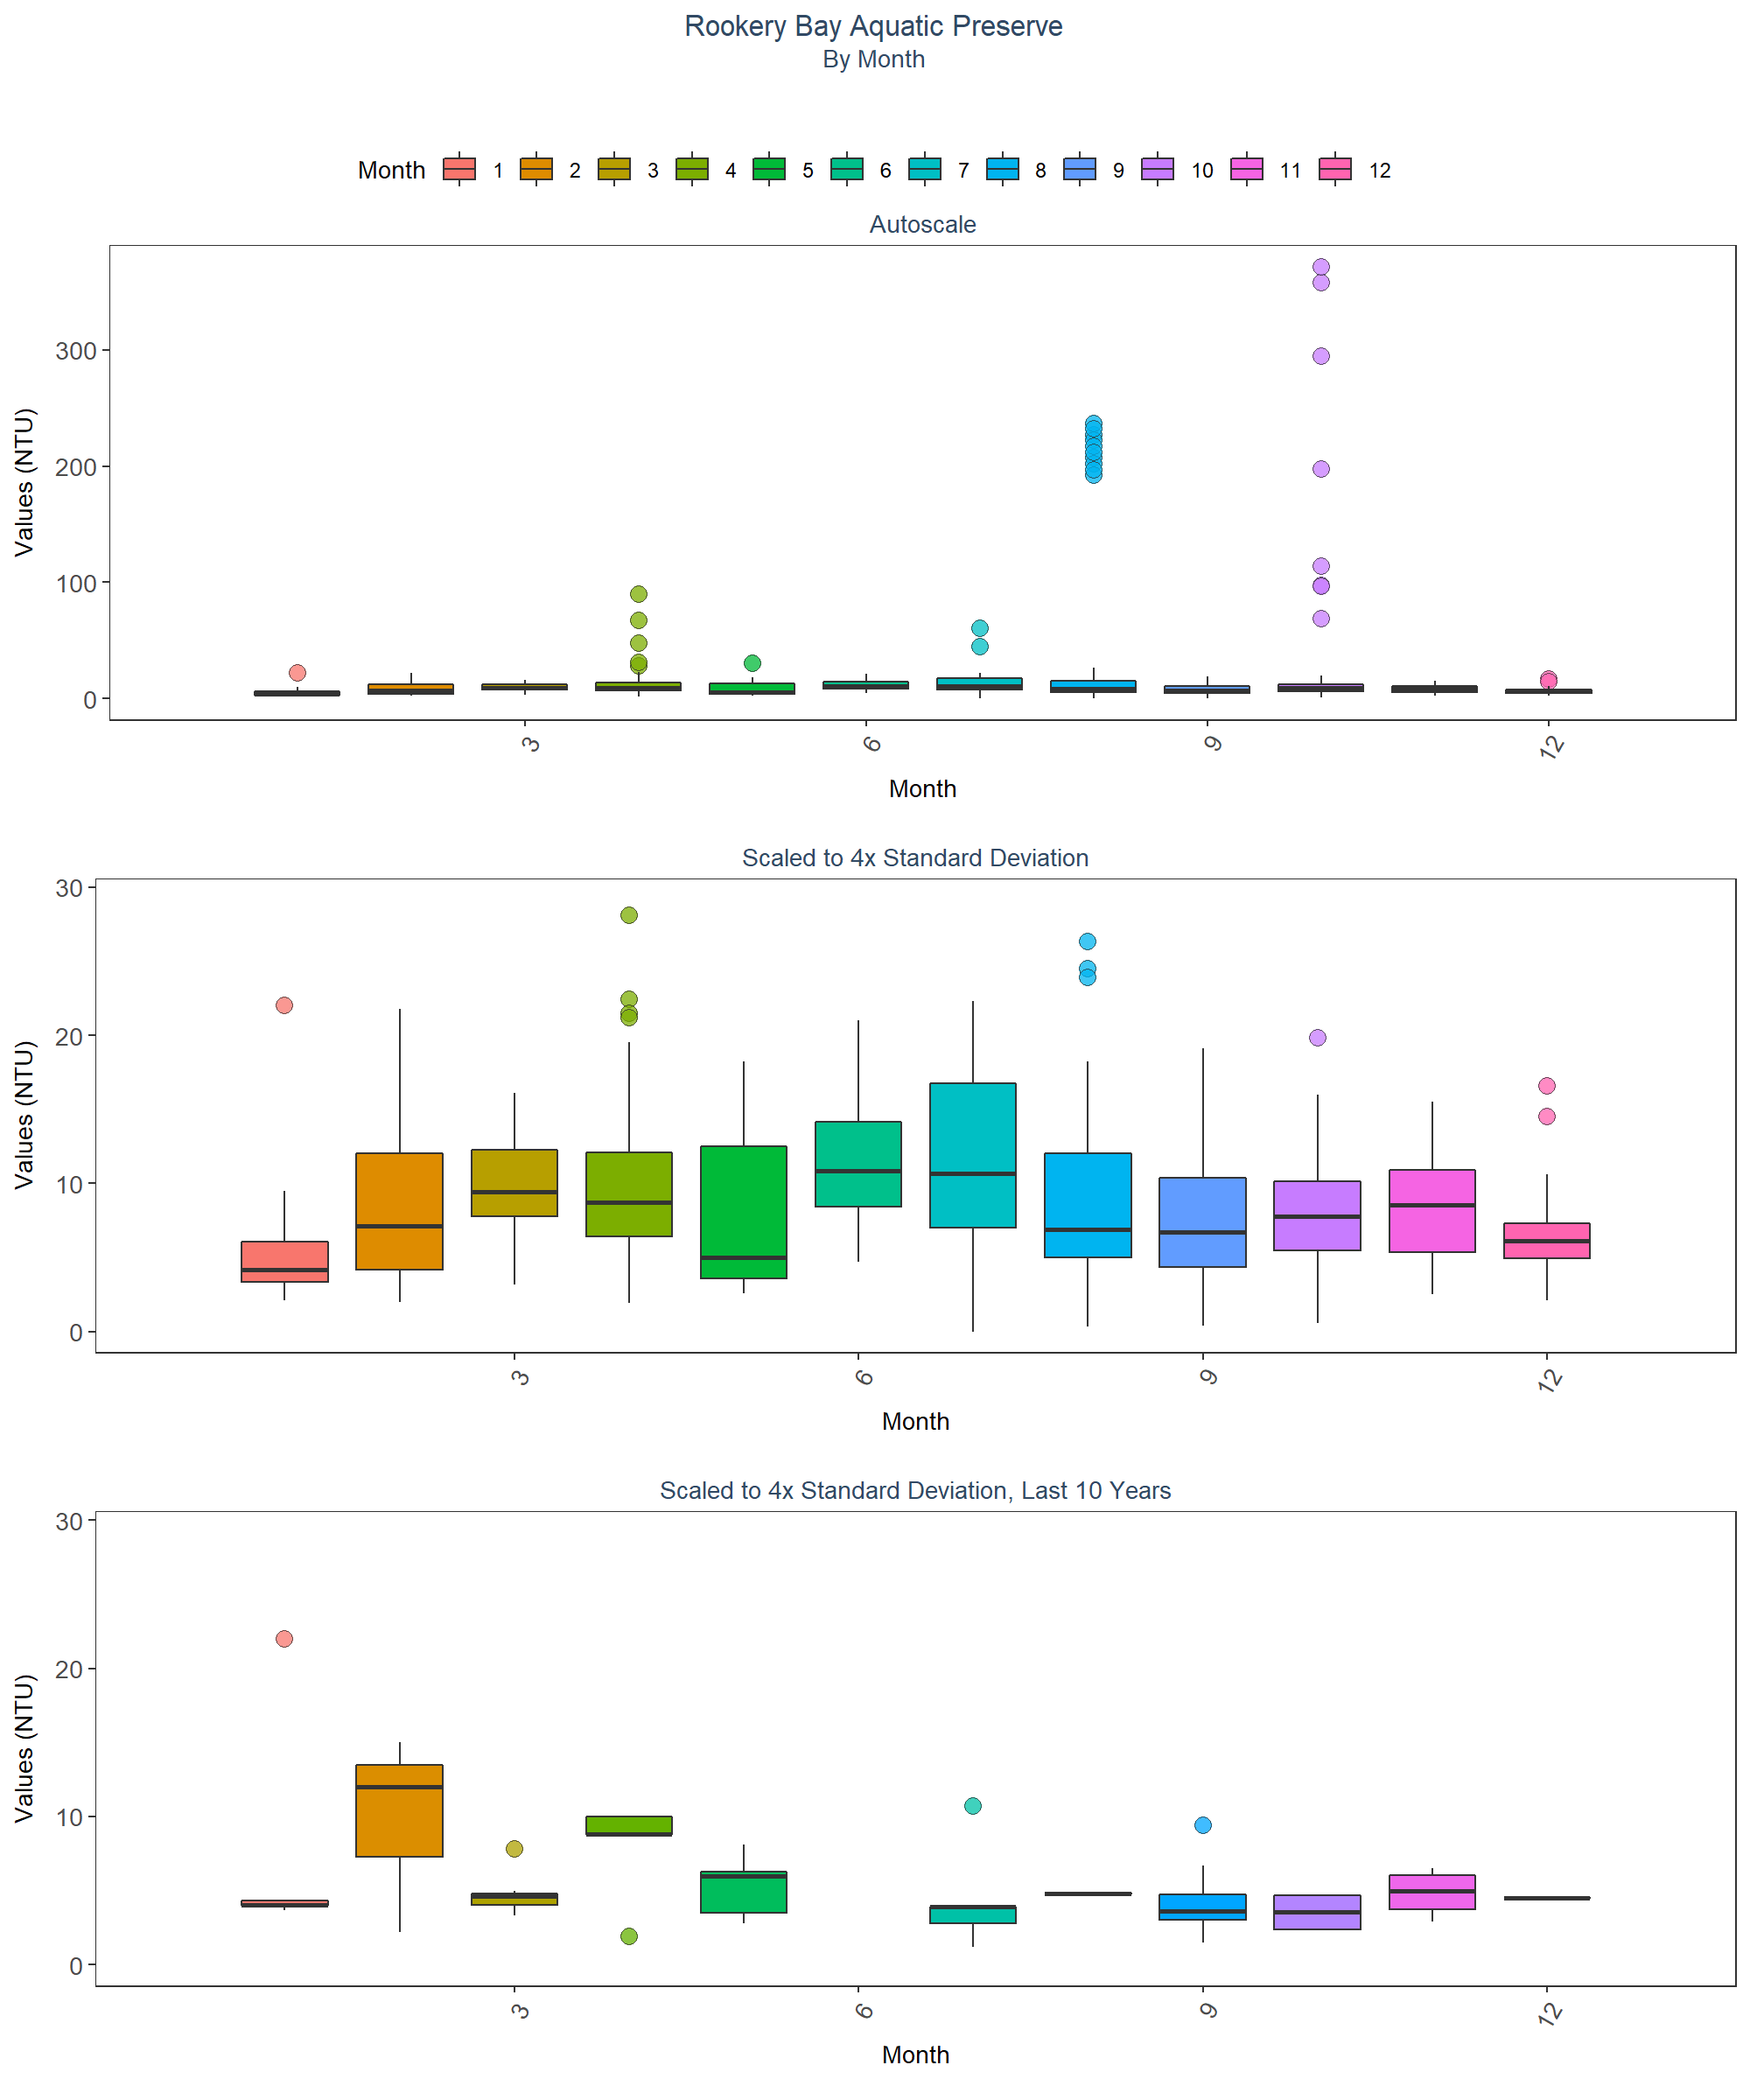 Rookery Bay Aquatic Preserve
By Month
Month 1 2 3 4 5 6 7 8 9 10 11 12
Autoscale
Values (NTU)
300
200
100
0
3 6 9 12
Month
Scaled to 4x Standard Deviation
Values (NTU)
30
20
10
0
3 6 9 12
Month
Scaled to 4x Standard Deviation, Last 10 Years
Values (NTU)
30
20
10
0
3 6 9 12
Month